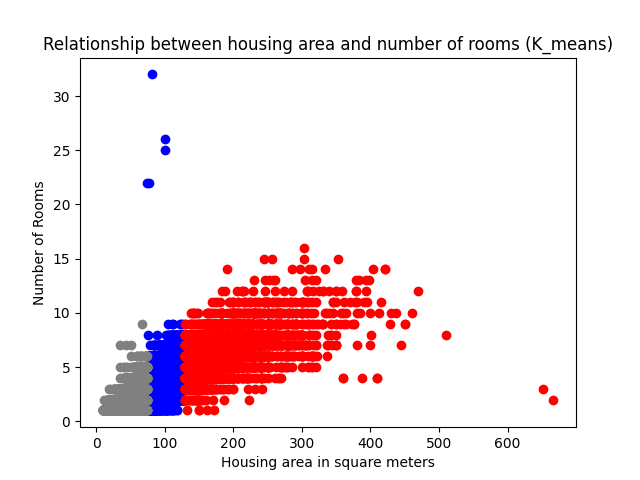 Relationship between housing area and number of rooms (K_means)
30
25
20
15
10
5
0
Number of Rooms
0 100 200 300 400 500 600
Housing area in square meters